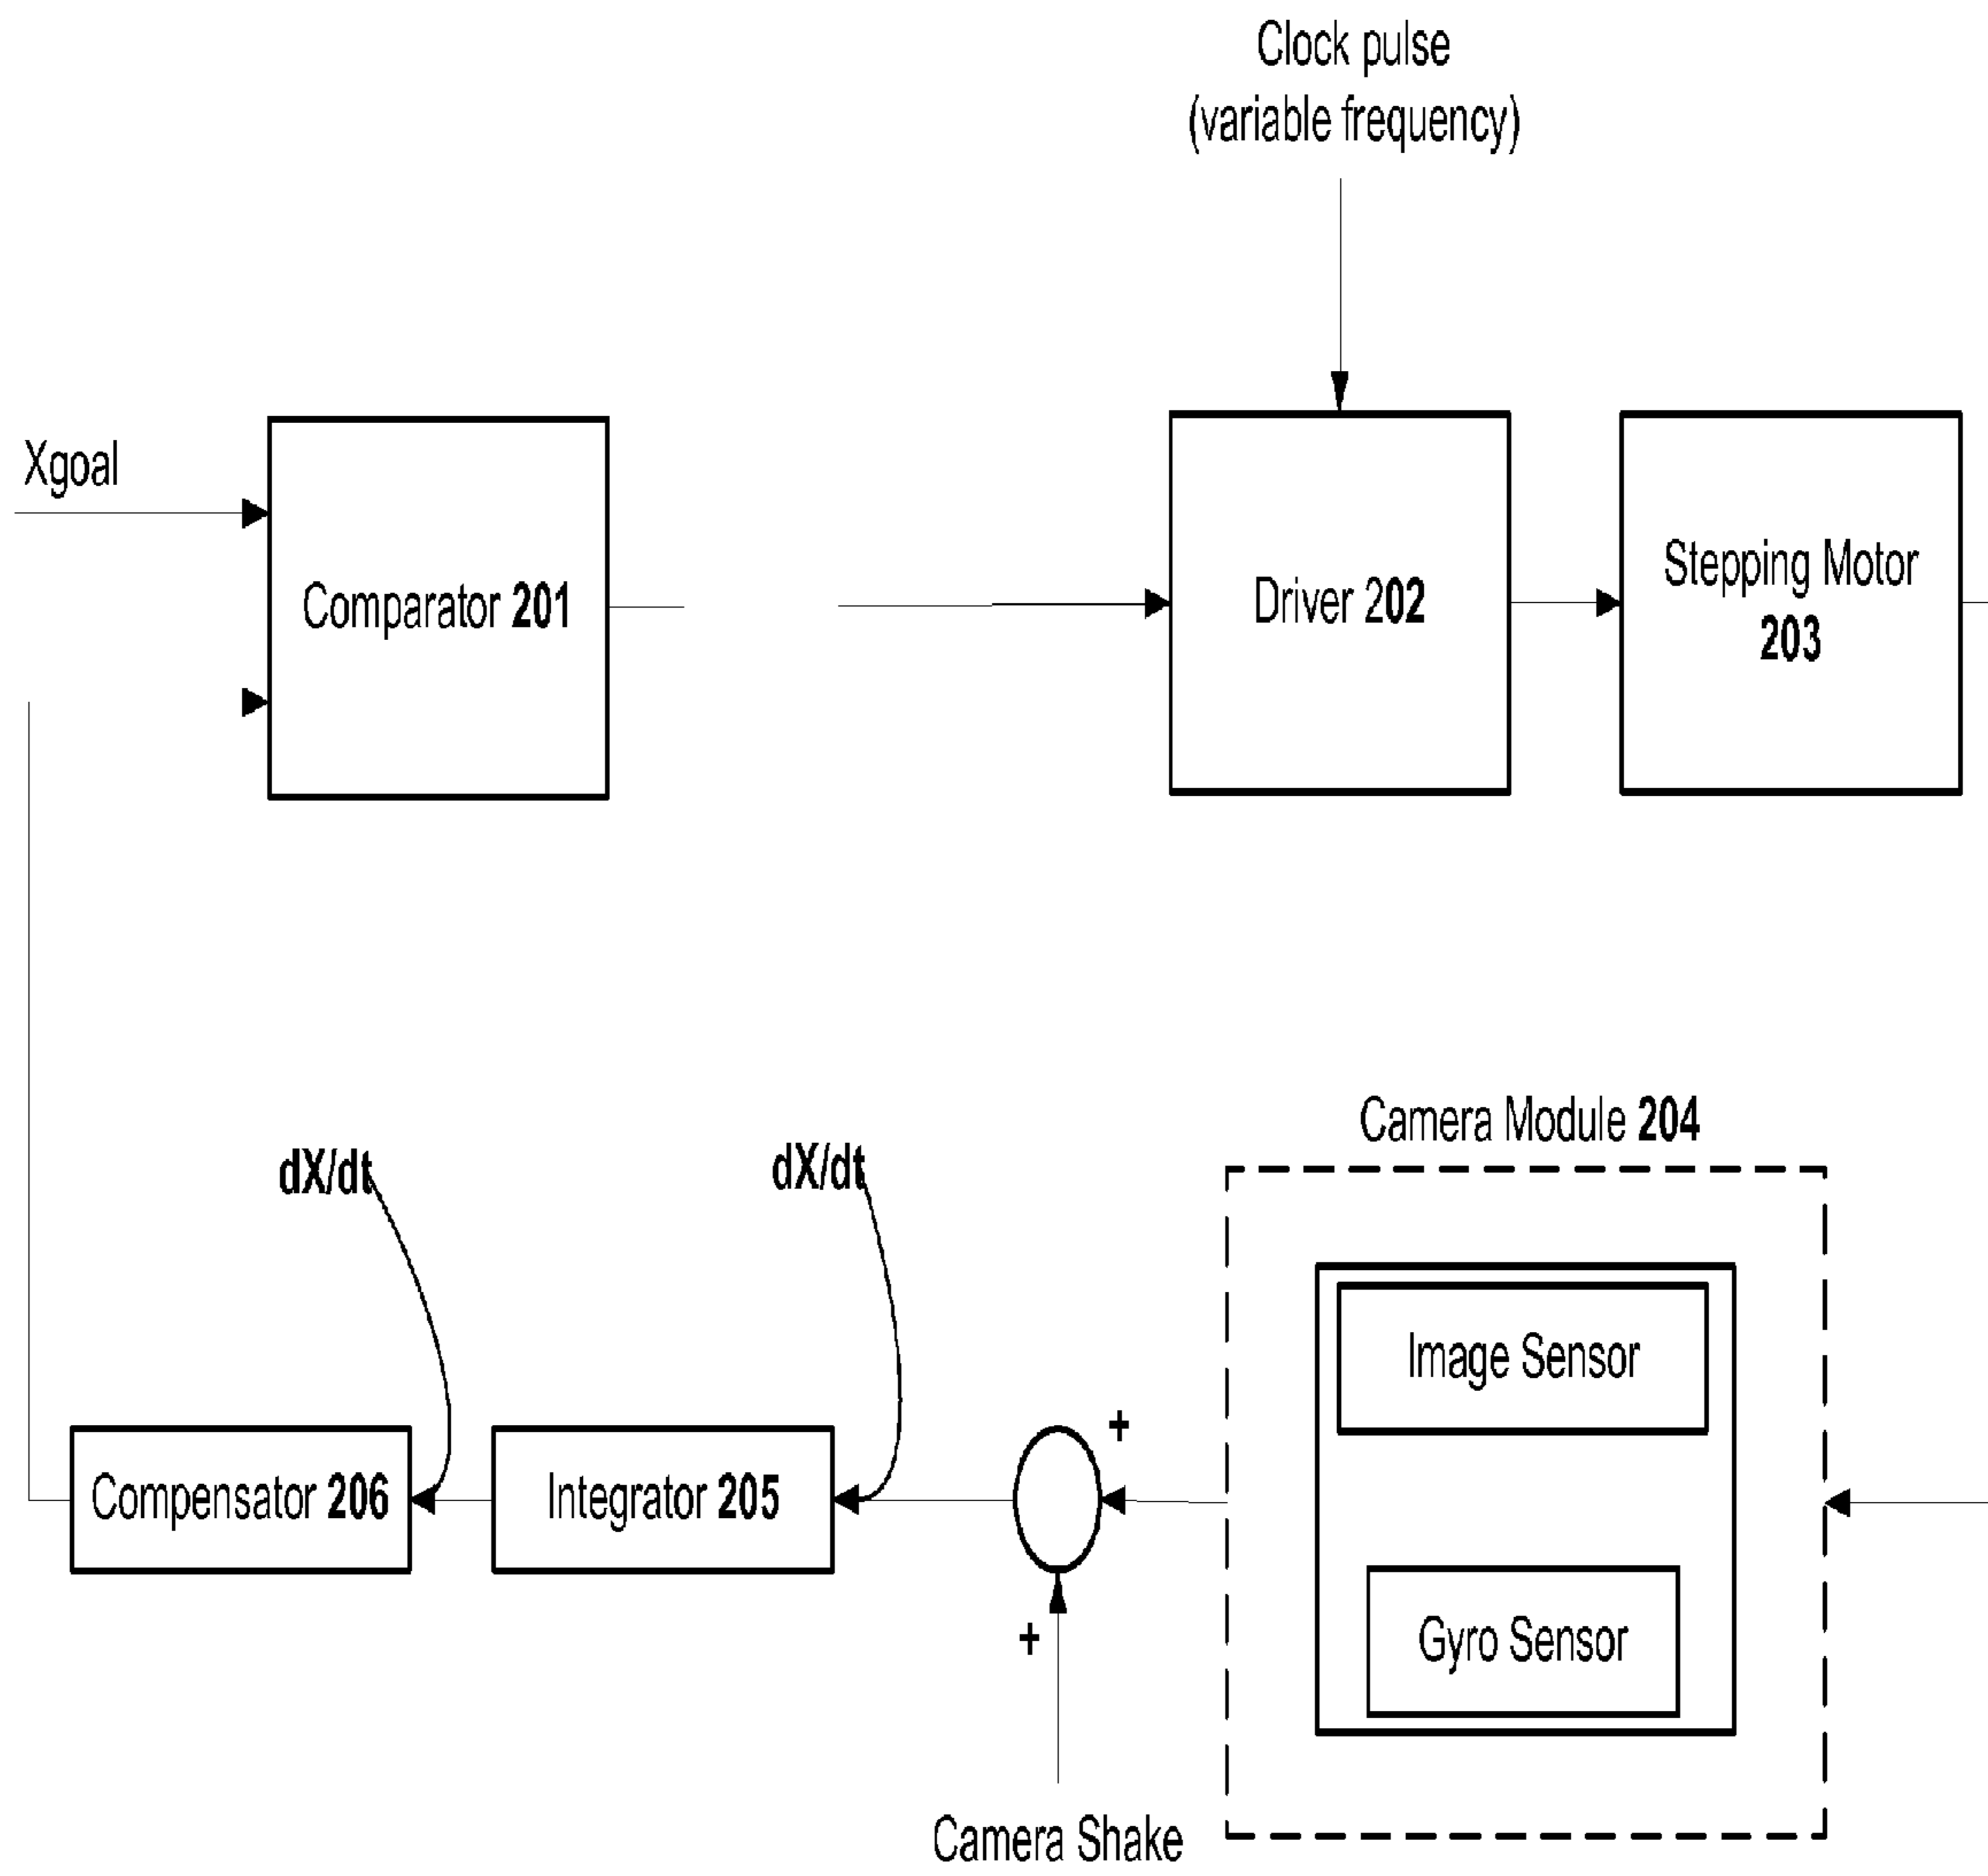 Clock pulse
(variable frequency)
Xgoal
Comparator 201
Driver 202
Stepping Motor
203
Camera Module 204
dX/dt
dX/dt
Image Sensor
+
Compensator 206
Integrator 205
+
Gyro Sensor
Camera Shake